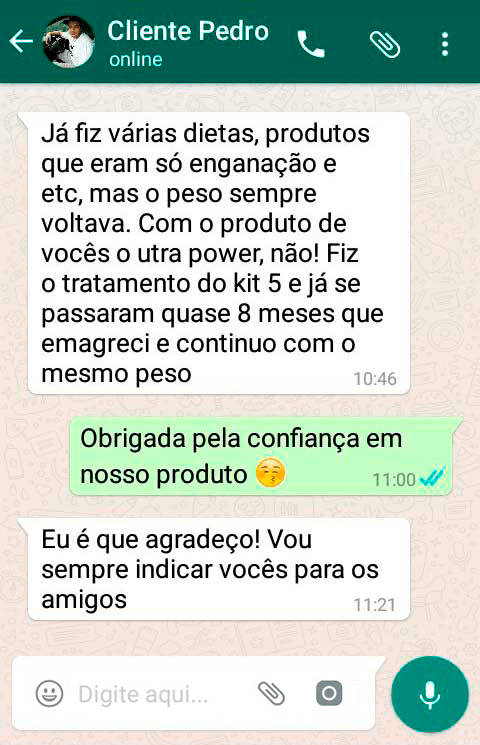 Cliente Pedro
online
Já fiz várias dietas, produtos
que eram só enganação e
etc, mas o peso sempre
voltava. Com o produto de
vocês o utra power, não! Fiz
o tratamento do kit 5 e já se
passaram quase 8 meses que
emagreci e continuo com o
mesmo peso
10:46
Obrigada pela confiança em
nosso produto 😚
11:00
Eu é que agradeço! Vou
sempre indicar vocês para os
amigos
11:21
Digite aqui...